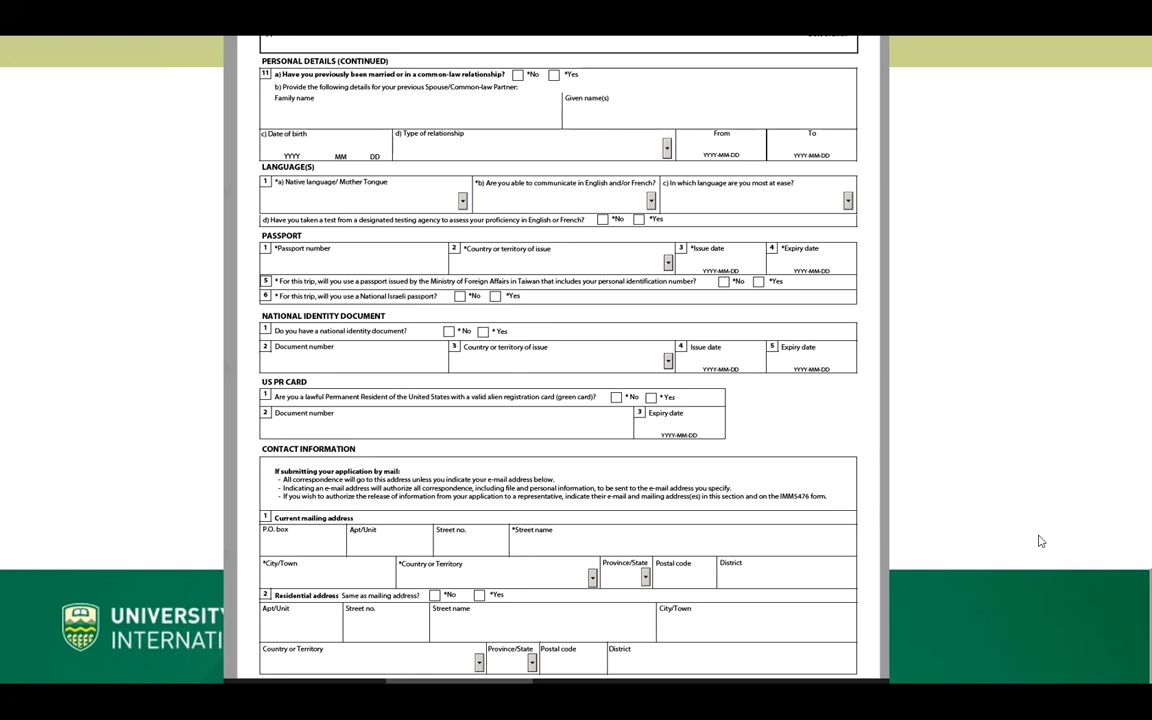 PERSONAL DETAILS (CONTINUED)
11 a) Have you previously been married or in a common-law relationship? *No *Yes
b) Provide the following details for your previous Spouse/Common-law Partner:
Family name Given name(s)
c) Date of birth d) Type of relationship From To
YYYY MM DD YYYY-MM-DD YYYY-MM-DD
LANGUAGE(S)
1 *a) Native language/ Mother Tongue *b) Are you able to communicate in English and/or French? c) In which language are you most at ease?
d) Have you taken a test from a designated testing agency to assess your proficiency in English or French? *No *Yes
PASSPORT
1 *Passport number 2 *Country or territory of issue 3 *Issue date 4 *Expiry date
YYYY-MM-DD YYYY-MM-DD
5 * For this trip, will you use a passport issued by the Ministry of Foreign Affairs in Taiwan that includes your personal identification number? *No *Yes
6 * For this trip, will you use a National Israeli passport? *No *Yes
NATIONAL IDENTITY DOCUMENT
1 Do you have a national identity document? * No * Yes
2 Document number 3 Country or territory of issue 4 Issue date 5 Expiry date
YYYY-MM-DD YYYY-MM-DD
US PR CARD
1 Are you a lawful Permanent Resident of the United States with a valid alien registration card (green card)? * No * Yes
2 Document number 3 Expiry date
YYYY-MM-DD
CONTACT INFORMATION
If submitting your application by mail:
- All correspondence will go to this address unless you indicate your e-mail address below.
- Indicating an e-mail address will authorize all correspondence, including file and personal information, to be sent to the e-mail address you specify.
- If you wish to authorize the release of information from your application to a representative, indicate their e-mail and mailing address(es) in this section and on the IMM5476 form.
1 Current mailing address
P.O. box Apt/Unit Street no. *Street name
*City/Town *Country or Territory Province/State Postal code District
2 Residential address Same as mailing address? *No *Yes
Apt/Unit Street no. Street name City/Town
Country or Territory Province/State Postal code District
UNIVERSITY
INTERNATI